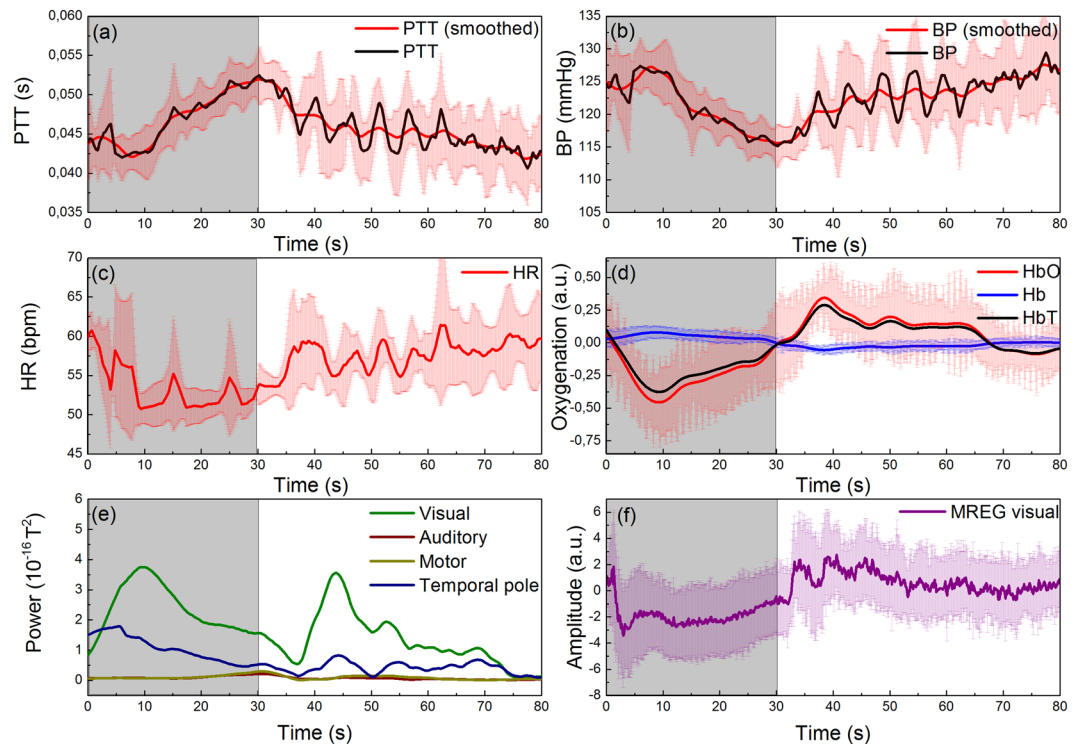 (a)
PTT (smoothed)
PTT
0,060
0,055
0,050
0,045
0,040
0,035
PTT (s)
0 10 20 30 40 50 60 70 80
Time (s)
(b)
BP (smoothed)
BP
135
130
125
120
115
110
105
BP (mmHg)
0 10 20 30 40 50 60 70 80
Time (s)
(c)
HR
70
65
60
55
50
45
HR (bpm)
0 10 20 30 40 50 60 70 80
Time (s)
(d)
HbO
Hb
HbT
0,50
0,25
0,00
-0,25
-0,50
-0,75
Oxygenation (a.u.)
0 10 20 30 40 50 60 70 80
Time (s)
(e)
Visual
Auditory
Motor
Temporal pole
6
5
4
3
2
1
0
Power (10⁻¹⁶T²)
0 10 20 30 40 50 60 70 80
Time (s)
(f)
MREG visual
6
4
2
0
-2
-4
-6
-8
Amplitude (a.u.)
0 10 20 30 40 50 60 70 80
Time (s)